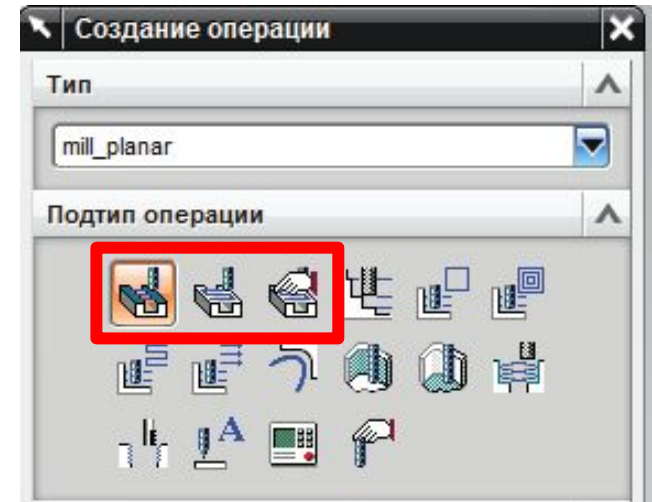 Создание операции
Тип
mill_planar
Подтип операции
A